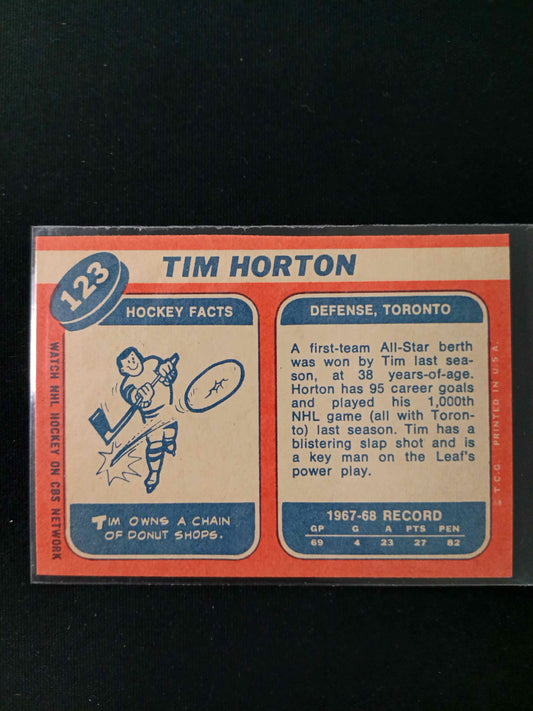 123
TIM HORTON
HOCKEY FACTS
TIM OWNS A CHAIN
OF DONUT SHOPS.
DEFENSE, TORONTO
A first-team All-Star berth
was won by Tim last sea-
son, at 38 years-of-age.
Horton has 95 career goals
and played his 1,000th
NHL game (all with Toron-
to) last season. Tim has a
blistering slap shot and is
a key man on the Leaf's
power play.
1967-68 RECORD
GP G A PTS PEN
69 4 23 27 82
WATCH NHL HOCKEY ON CBS NETWORK
© T.C.G. PRINTED IN U.S.A.